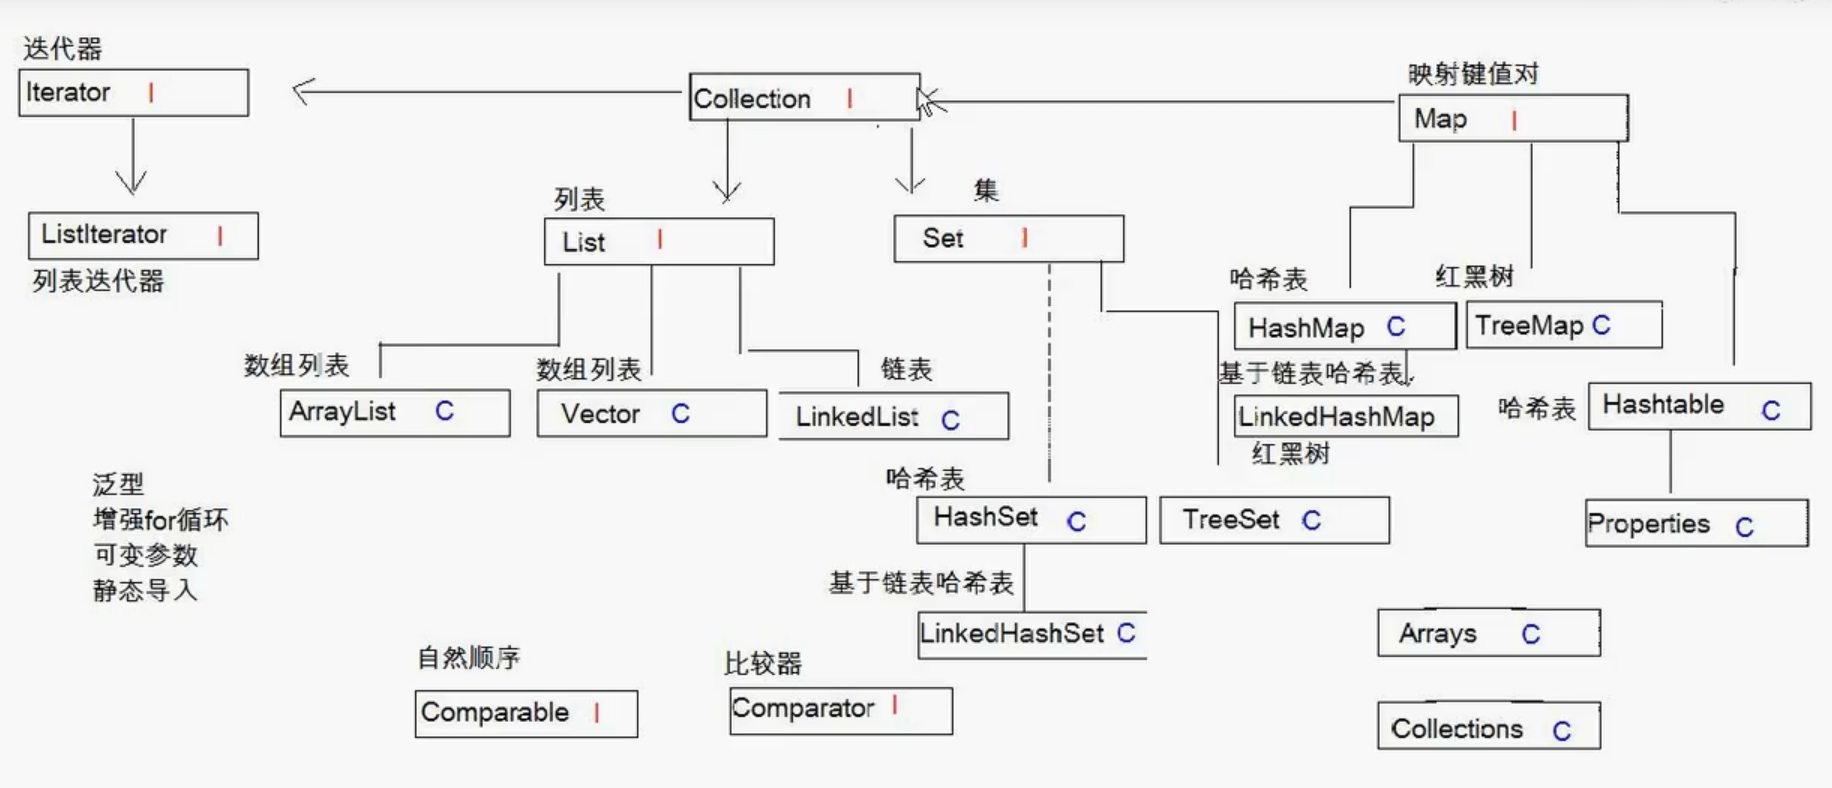 迭代器
Iterator I
Collection I
映射键值对
Map I
ListIterator I
列表迭代器
列表
List I
集
Set I
哈希表
HashMap C
红黑树
TreeMap C
基于链表哈希表
LinkedHashMap
红黑树
哈希表
Hashtable C
数组列表
ArrayList C
数组列表
Vector C
链表
LinkedList C
泛型
增强for循环
可变参数
静态导入
哈希表
HashSet C
TreeSet C
Properties C
基于链表哈希表
LinkedHashSet C
自然顺序
Comparable I
比较器
Comparator I
Arrays C
Collections C